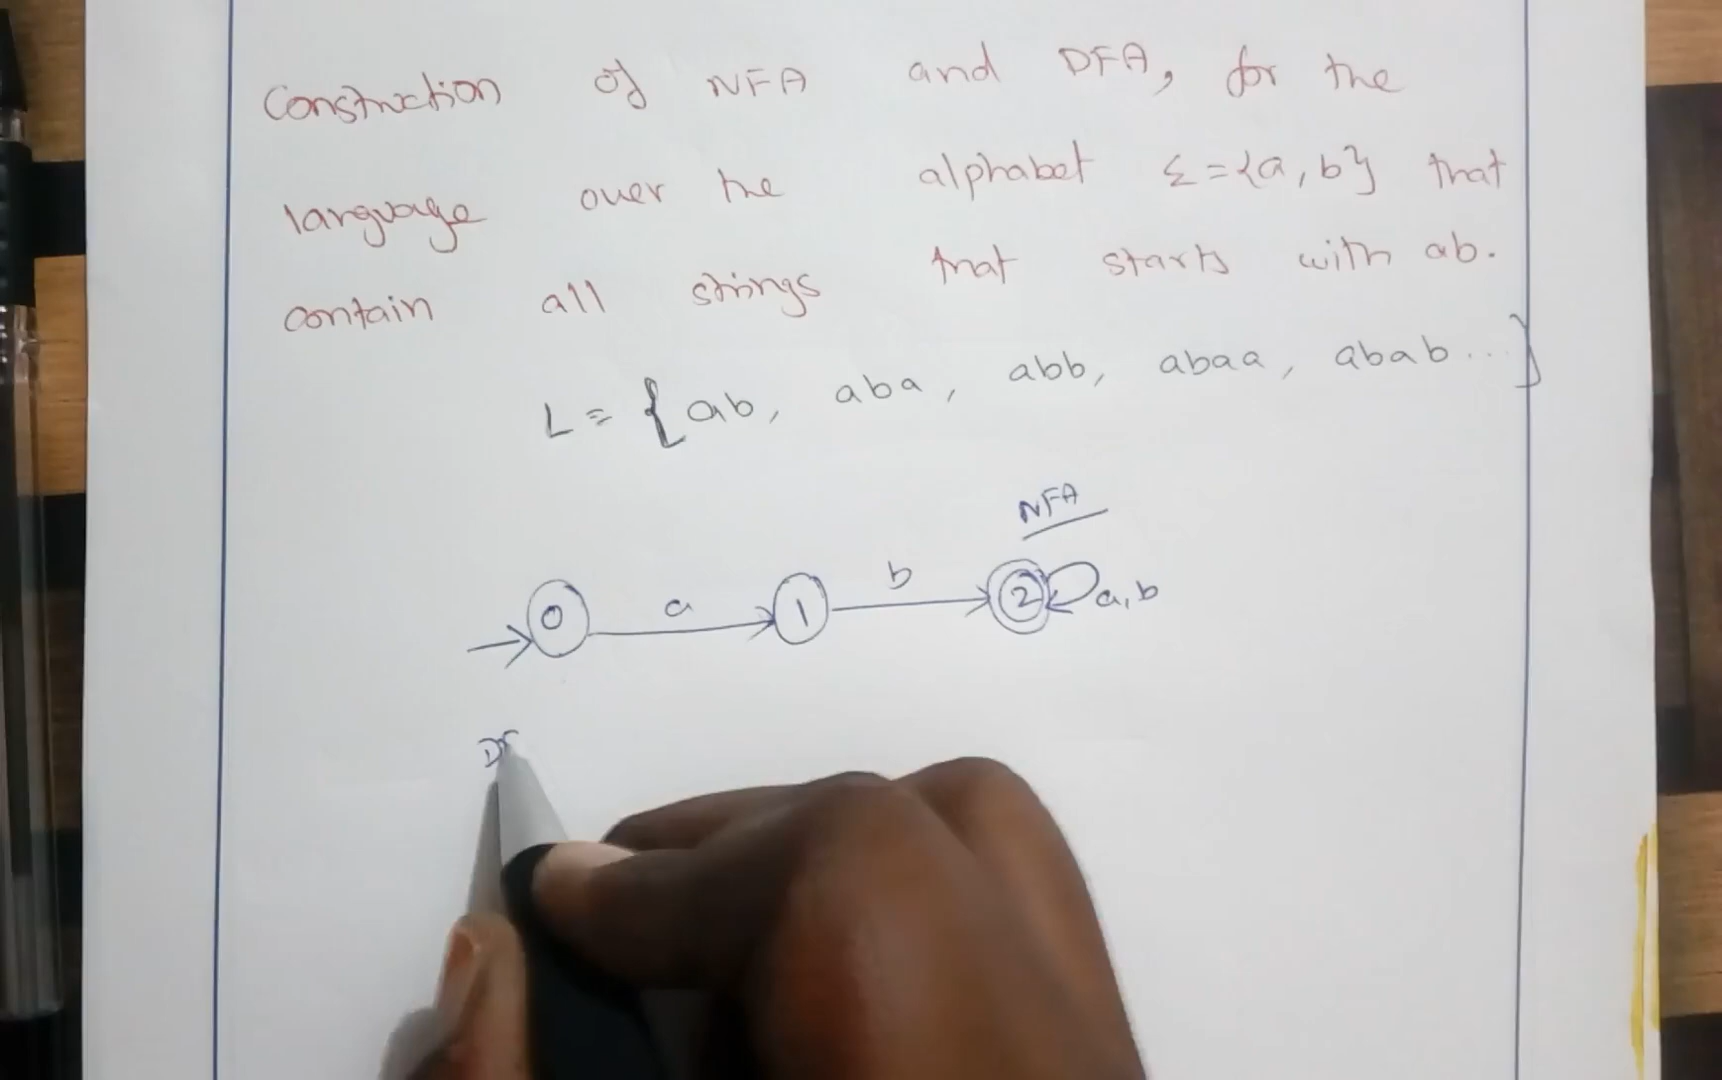 Construction of NFA and DFA, for the
language over the alphabet Σ={a,b} that
contain all strings that starts with ab.
L = {ab, aba, abb, abaa, abab...}
NFA
0 a 1 b 2 a,b
DF